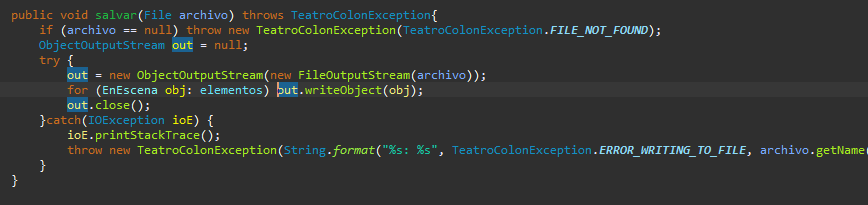 public void salvar(File archivo) throws TeatroColonException{
    if (archivo == null) throw new TeatroColonException(TeatroColonException.FILE_NOT_FOUND);
    ObjectOutputStream out = null;
    try {
        out = new ObjectOutputStream(new FileOutputStream(archivo));
        for (EnEscena obj: elementos) out.writeObject(obj);
        out.close();
    }catch(IOException ioE) {
        ioE.printStackTrace();
        throw new TeatroColonException(String.format("%s: %s", TeatroColonException.ERROR_WRITING_TO_FILE, archivo.getName(
    }
}